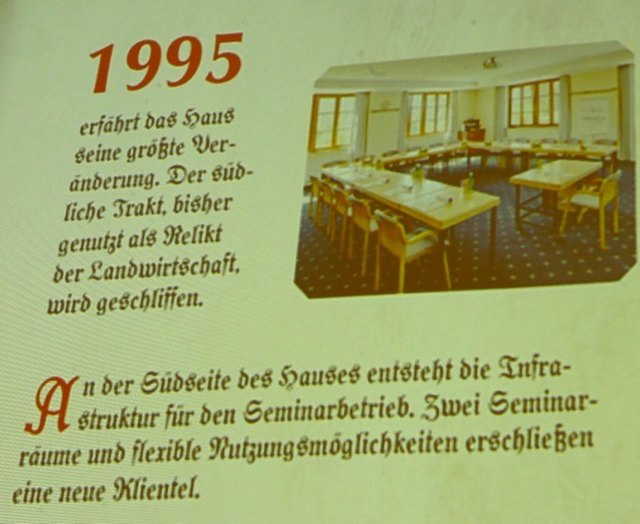 1995
erfährt das Haus
seine größte Ver-
änderung. Der süd-
liche Trakt, bisher
genutzt als Relikt
der Landwirtschaft,
wird geschliffen.
An der Südseite des Hauses entsteht die Infra-
struktur für den Seminarbetrieb. Zwei Seminar-
räume und flexible Nutzungsmöglichkeiten erschließen
eine neue Klientel.